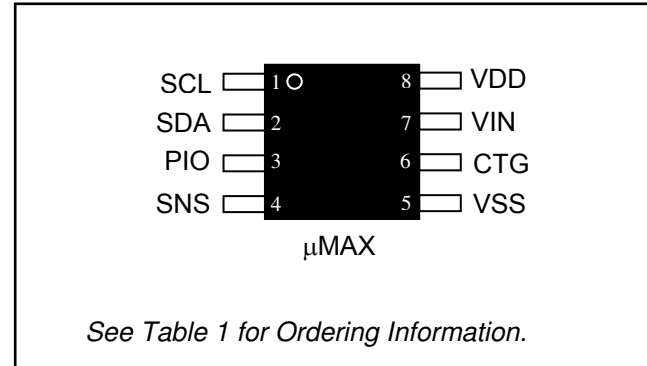 SCL 1 8 VDD
SDA 2 7 VIN
PIO 3 6 CTG
SNS 4 5 VSS
μMAX
See Table 1 for Ordering Information.